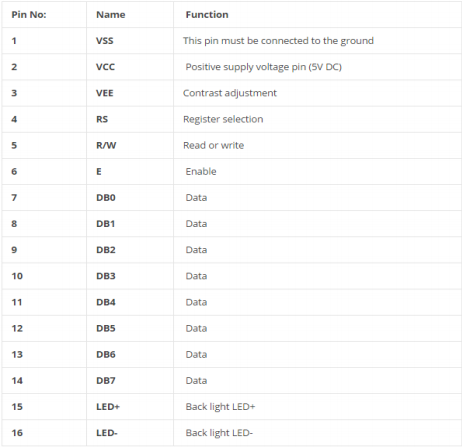 Pin No: Name Function
1 VSS This pin must be connected to the ground
2 VCC Positive supply voltage pin (5V DC)
3 VEE Contrast adjustment
4 RS Register selection
5 R/W Read or write
6 E Enable
7 DB0 Data
8 DB1 Data
9 DB2 Data
10 DB3 Data
11 DB4 Data
12 DB5 Data
13 DB6 Data
14 DB7 Data
15 LED+ Back light LED+
16 LED- Back light LED-